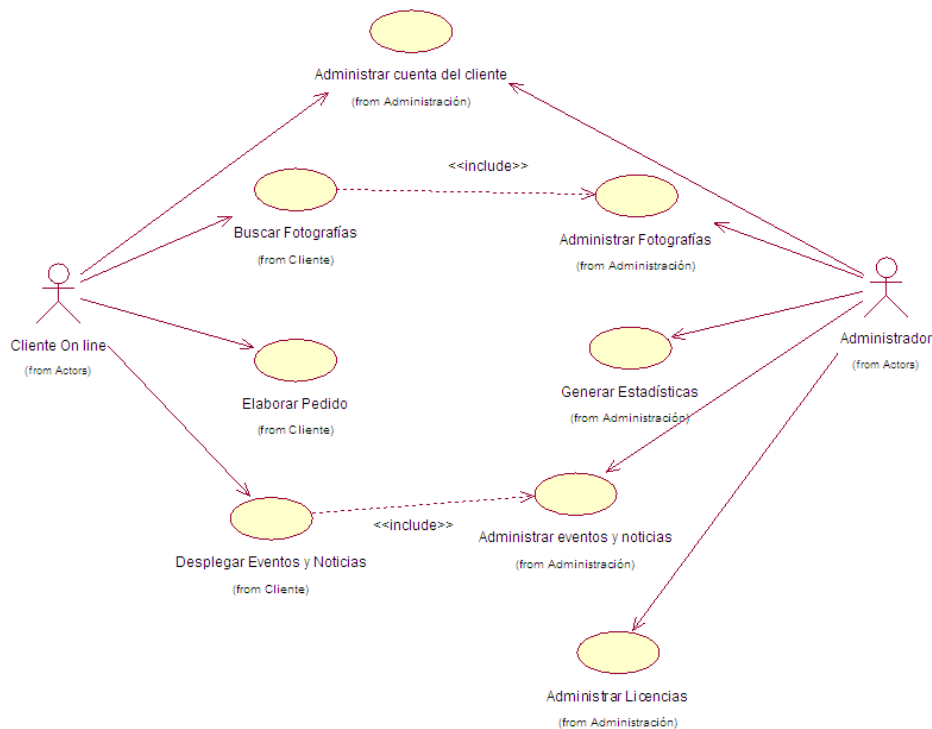 Administrar cuenta del cliente
(from Administración)
<<include>>
Buscar Fotografías
(from Cliente)
Administrar Fotografías
(from Administración)
Cliente On line
(from Actors)
Administrador
(from Actors)
Elaborar Pedido
(from Cliente)
Generar Estadísticas
(from Administración)
<<include>>
Desplegar Eventos y Noticias
(from Cliente)
Administrar eventos y noticias
(from Administración)
Administrar Licencias
(from Administración)